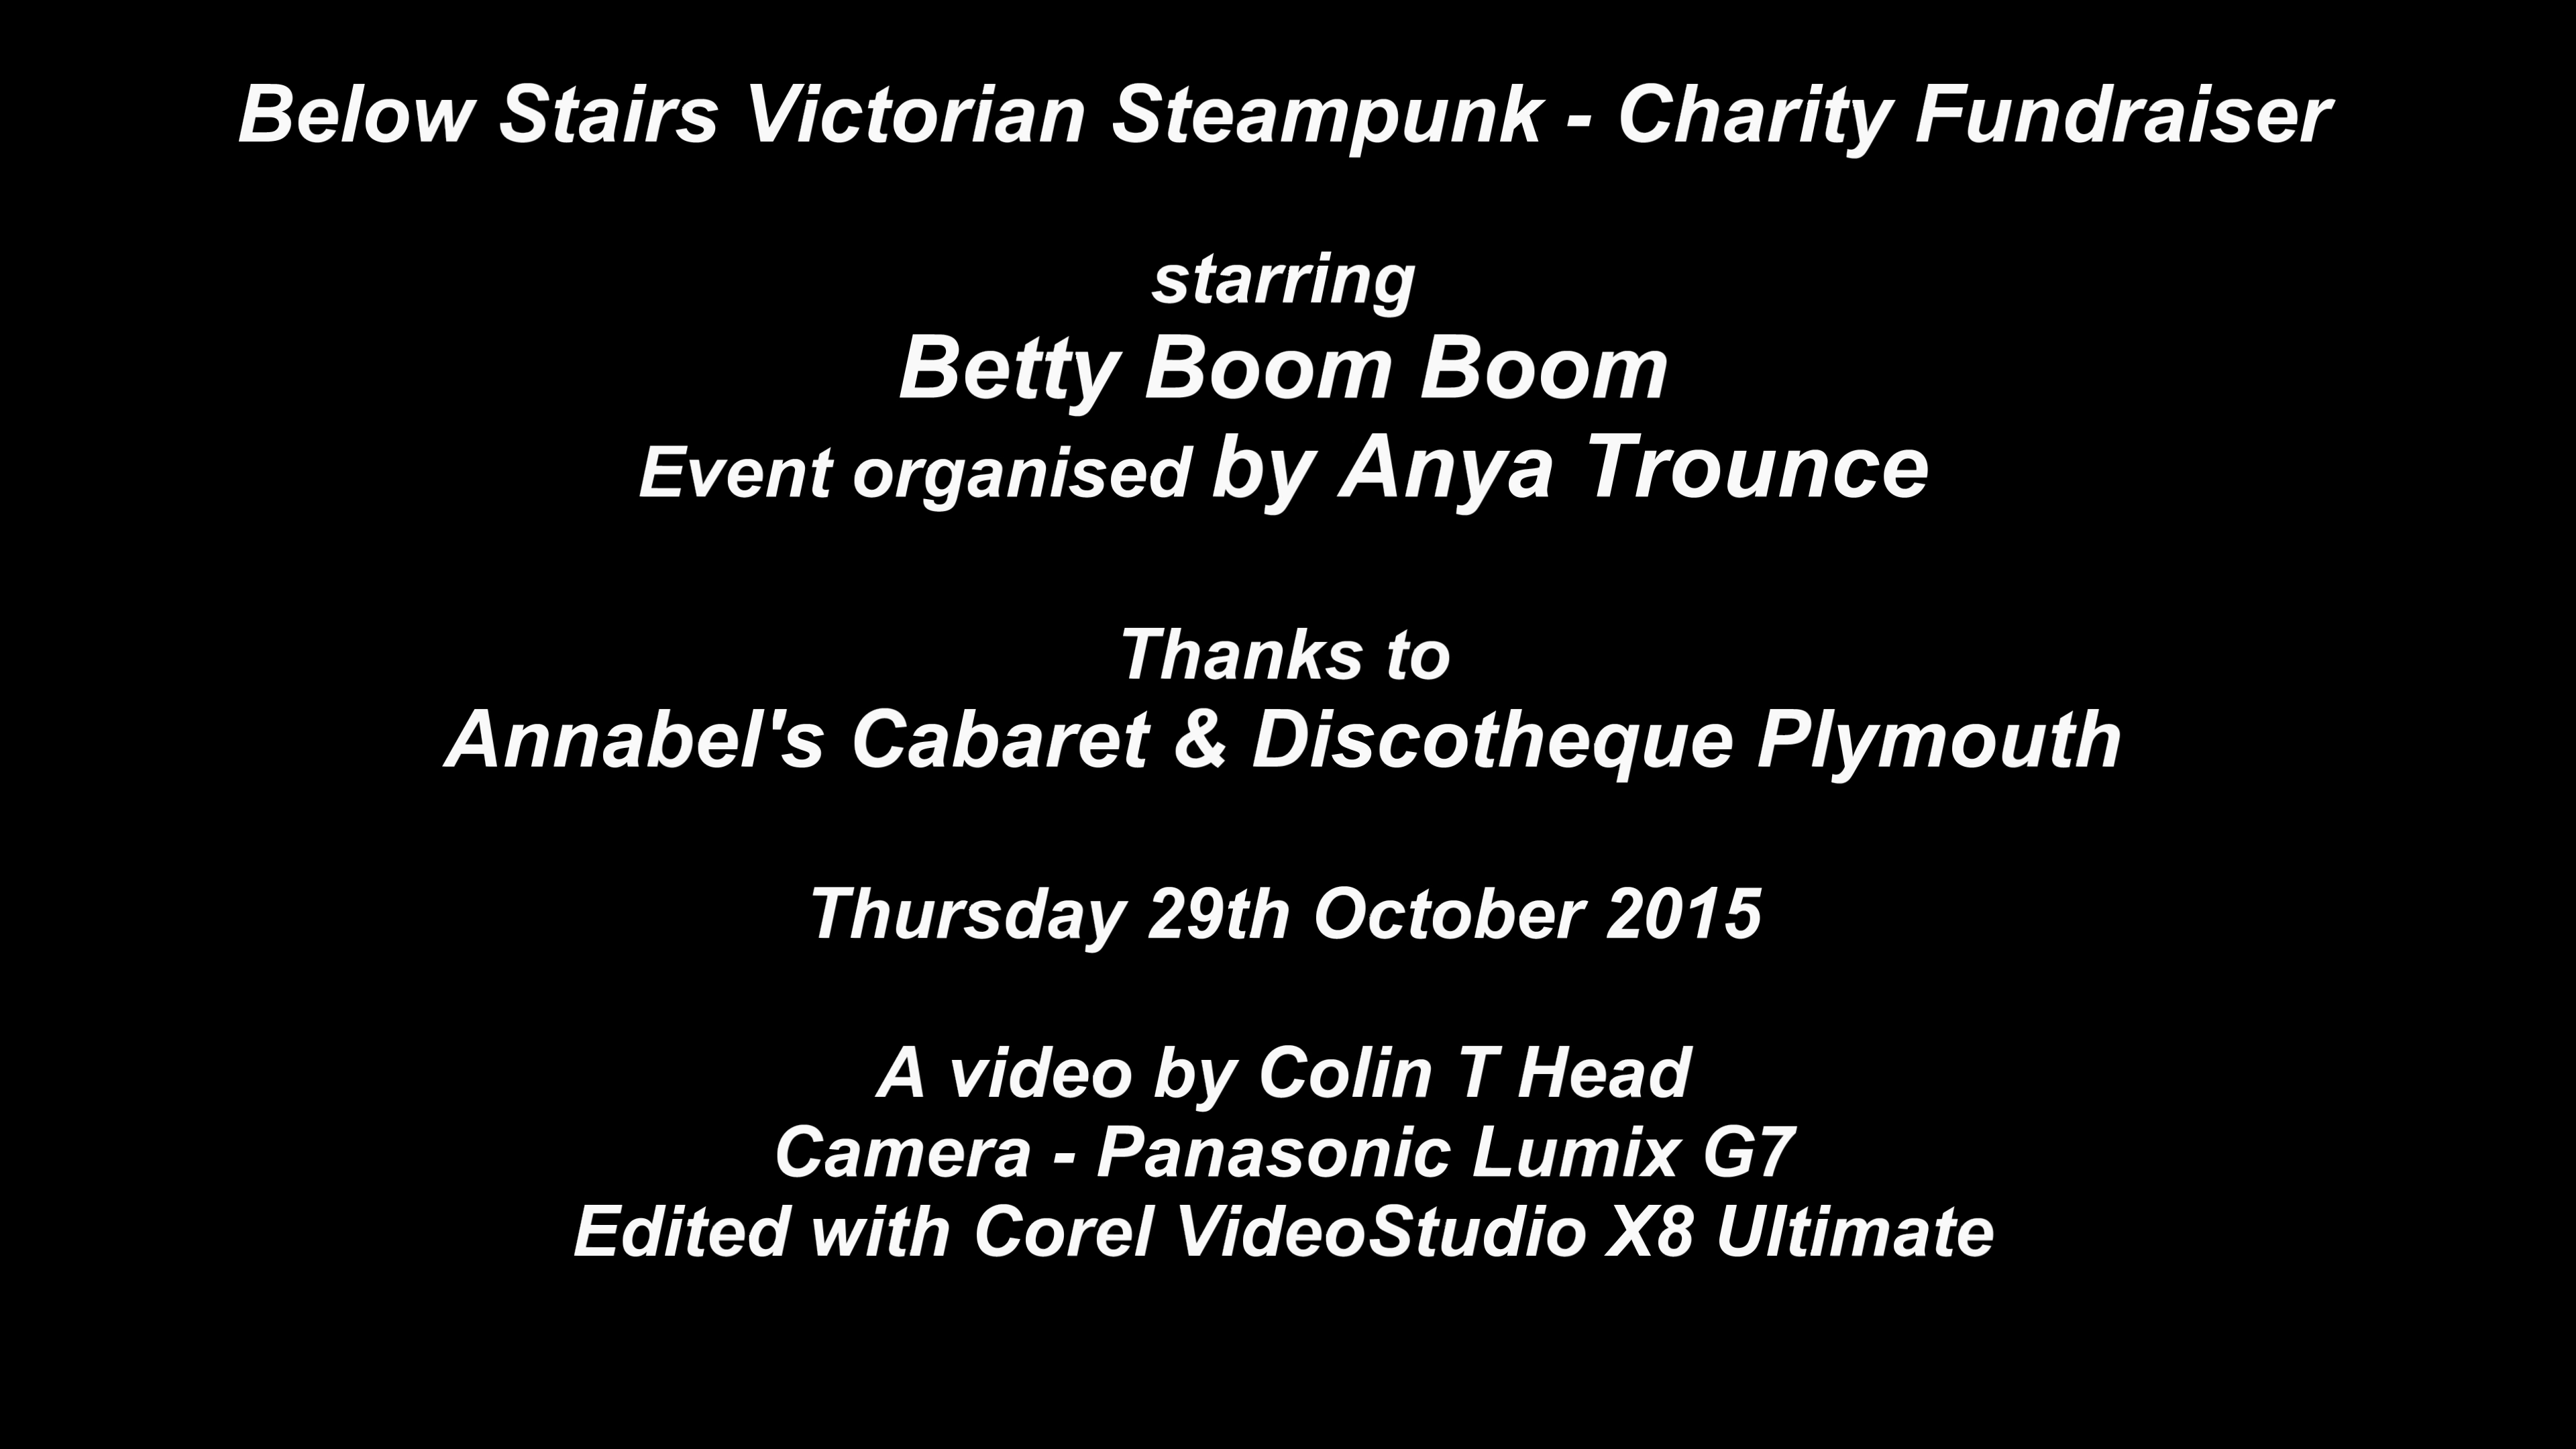 Below Stairs Victorian Steampunk - Charity Fundraiser
starring
Betty Boom Boom
Event organised by Anya Trounce
Thanks to
Annabel's Cabaret & Discotheque Plymouth
Thursday 29th October 2015
A video by Colin T Head
Camera - Panasonic Lumix G7
Edited with Corel VideoStudio X8 Ultimate